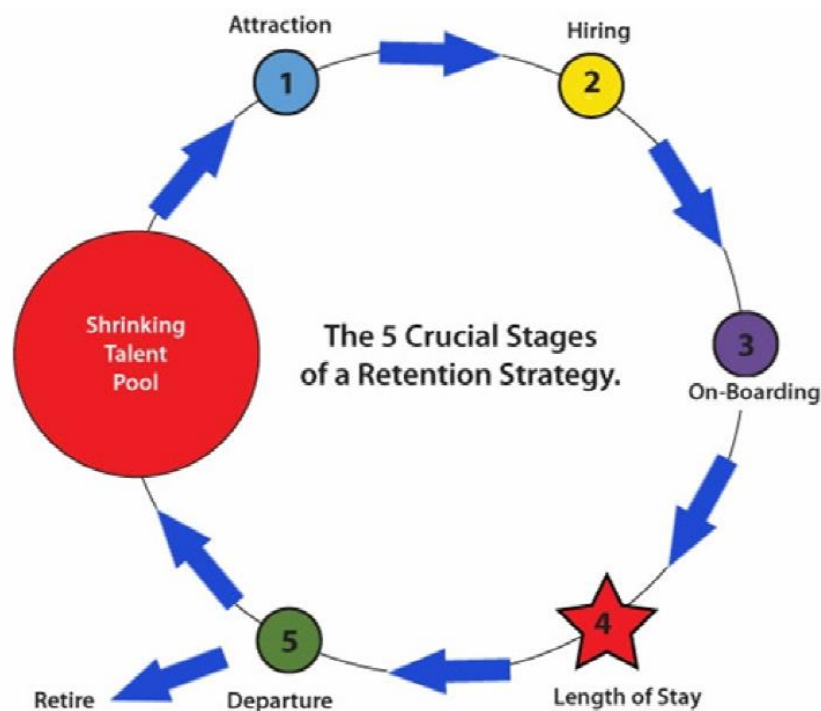 Attraction
1
Hiring
2
3
On-Boarding
Shrinking
Talent
Pool
The 5 Crucial Stages
of a Retention Strategy.
4
Length of Stay
5
Departure
Retire